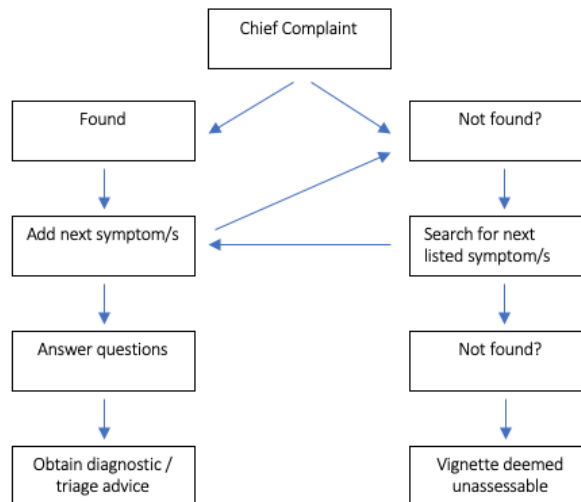 Chief Complaint
Found
Not found?
Add next symptom/s
Search for next
listed symptom/s
Answer questions
Not found?
Obtain diagnostic /
triage advice
Vignette deemed
unassessable